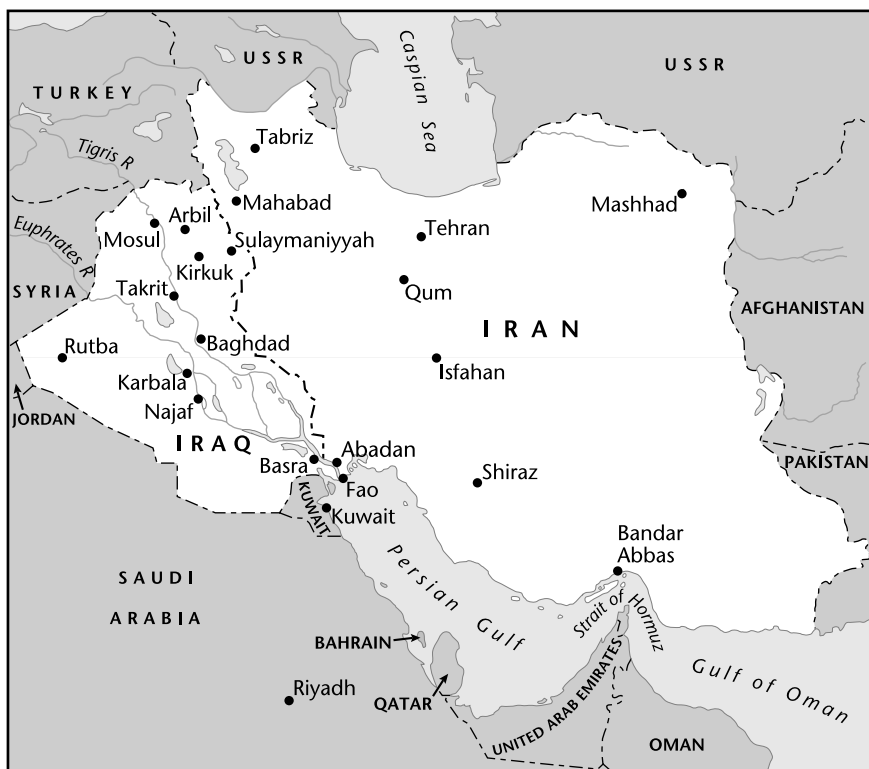 USSR
USSR
TURKEY
Caspian Sea
Tabriz
Tigris R
Mahabad
Mashhad
Arbil
Mosul
Tehran
Sulaymaniyyah
Euphrates R
Kirkuk
Takrit
Qum
SYRIA
AFGHANISTAN
IRAN
Baghdad
Rutba
Isfahan
Karbala
Najaf
JORDAN
IRAQ
Abadan
Basra
PAKISTAN
Shiraz
Fao
KUWAIT
Kuwait
Bandar
Abbas
SAUDI
ARABIA
Persian Gulf
Strait of
Hormuz
BAHRAIN
Gulf of Oman
Riyadh
QATAR
UNITED ARAB EMIRATES
OMAN